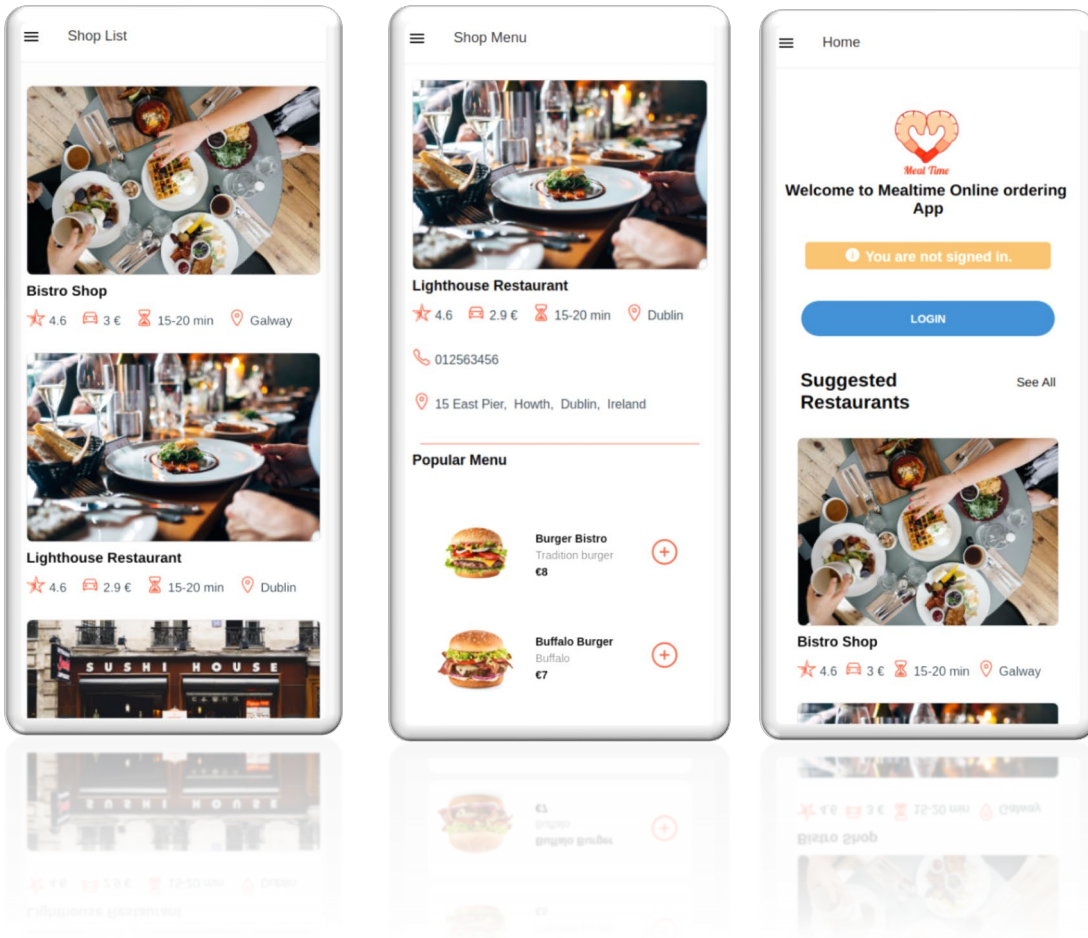 Shop List
Bistro Shop
4.6 3 € 15-20 min Galway
Lighthouse Restaurant
4.6 2.9 € 15-20 min Dublin
SUSHI HOUSE
Shop Menu
Lighthouse Restaurant
4.6 2.9 € 15-20 min Dublin
012563456
15 East Pier, Howth, Dublin, Ireland
Popular Menu
Burger Bistro
Tradition burger
€8
Buffalo Burger
Buffalo
€7
Home
Meal Time
Welcome to Mealtime Online ordering
App
You are not signed in.
LOGIN
Suggested
Restaurants
See All
Bistro Shop
4.6 3 € 15-20 min Galway